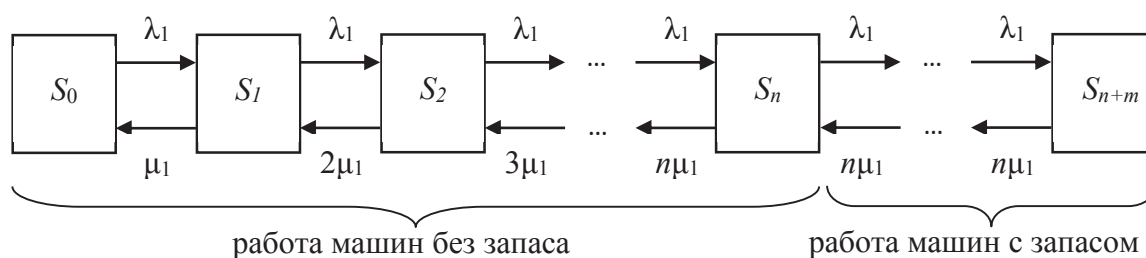 λ₁ λ₁ λ₁ λ₁ λ₁ λ₁
S₀ S₁ S₂ ... Sₙ ... Sₙ₊ₘ
...  ...
μ₁ 2μ₁ 3μ₁ nμ₁ nμ₁ nμ₁
работа машин без запаса работа машин с запасом